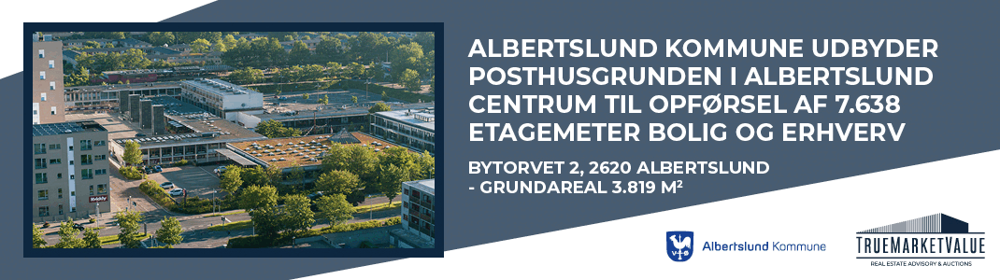 ALBERTSLUND KOMMUNE UDBYDER
POSTHUSGRUNDEN I ALBERTSLUND
CENTRUM TIL OPFØRSEL AF 7.638
ETAGEMETER BOLIG OG ERHVERV
BYTORVET 2, 2620 ALBERTSLUND
- GRUNDAREAL 3.819 M²
Albertslund Kommune
TRUEMARKETVALUE
REAL ESTATE ADVISORY & AUCTIONS